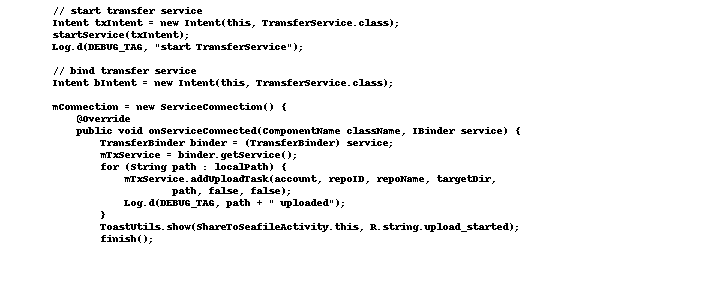 // start transfer service
Intent txIntent = new Intent(this, TransferService.class);
startService(txIntent);
Log.d(DEBUG_TAG, "start TransferService");
// bind transfer service
Intent bIntent = new Intent(this, TransferService.class);
mConnection = new ServiceConnection() {
@Override
public void onServiceConnected(ComponentName className, IBinder service) {
TransferBinder binder = (TransferBinder) service;
mTxService = binder.getService();
for (String path : localPath) {
mTxService.addUploadTask(account, repoID, repoName, targetDir,
path, false, false);
Log.d(DEBUG_TAG, path + " uploaded");
}
ToastUtils.show(ShareToSeafileActivity.this, R.string.upload_started);
finish();